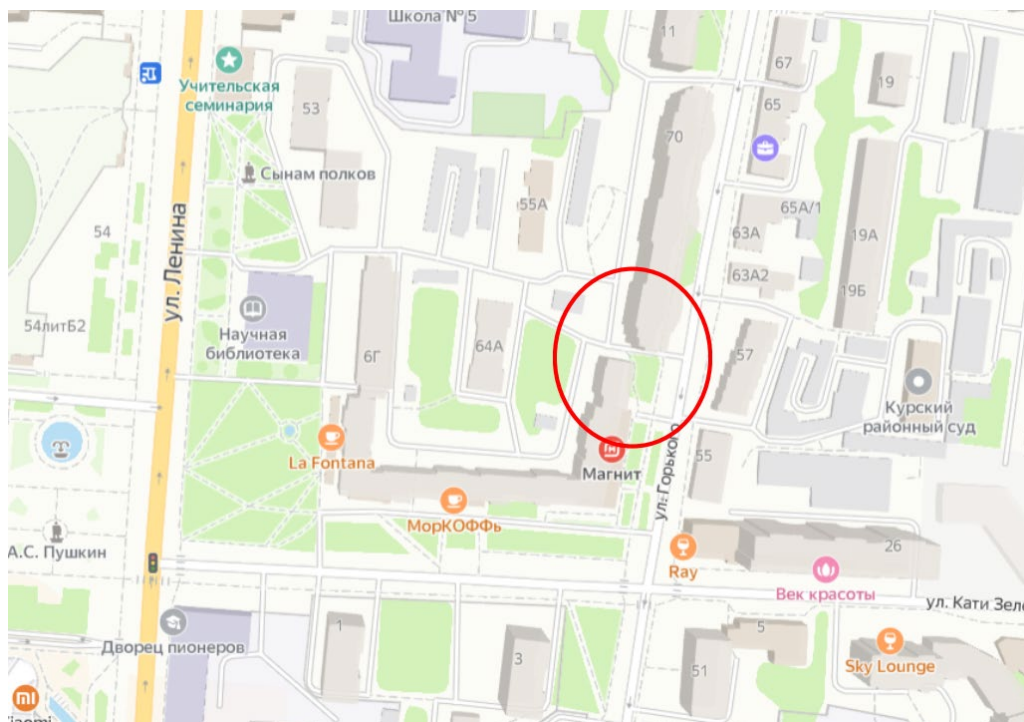 Школа № 5
11
67
Учительская
семинария
53
65
19
70
Сынам полков
55А
65А/1
54
63А
19А
ул. Ленина
63А2
19Б
54литБ2
Научная
библиотека
6Г
64А
57
Курский
районный суд
La Fontana
Магнит
55
ул. Горького
МорКОФФь
А.С. Пушкин
Ray
26
Век красоты
ул. Кати Зеле
Дворец пионеров
1
3
5
51
Sky Lounge